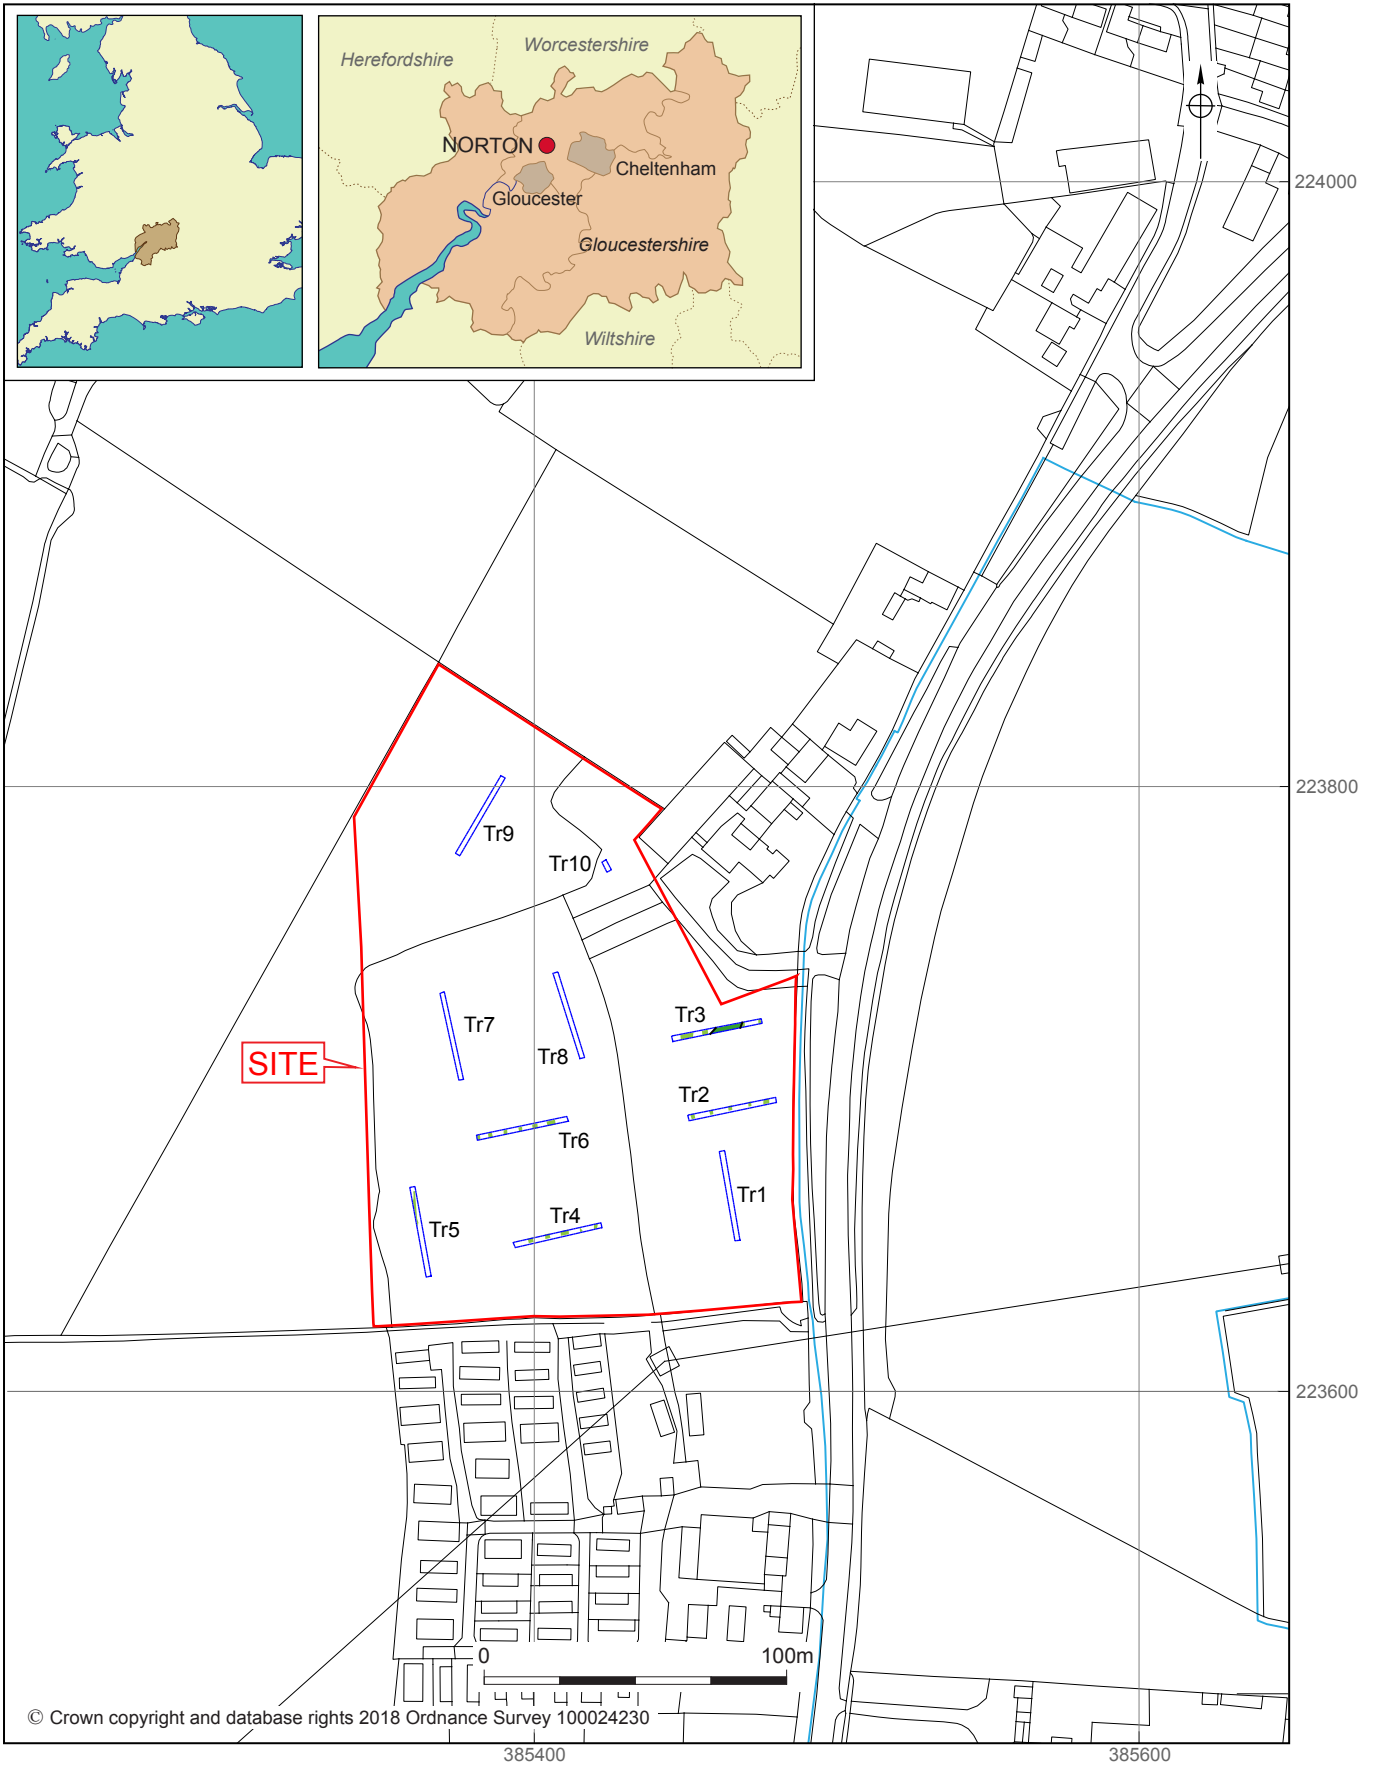 Herefordshire
Worcestershire
NORTON
Cheltenham
Gloucester
Gloucestershire
Wiltshire
224000
223800
Tr9
Tr10
Tr3
Tr7
Tr8
SITE
Tr2
Tr6
Tr1
Tr4
Tr5
223600
0 100m
© Crown copyright and database rights 2018 Ordnance Survey 100024230
385400 385600